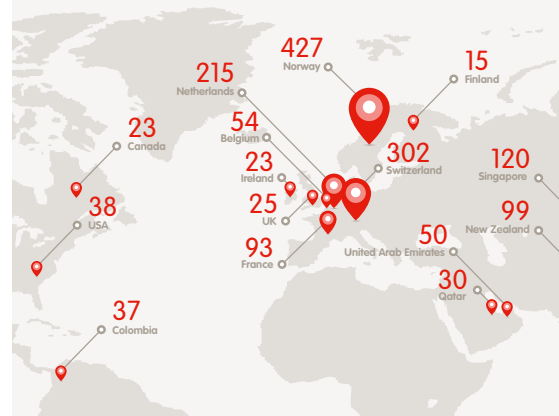 427
Norway
15
Finland
215
Netherlands
54
Belgium
23
Canada
23
Ireland
302
Switzerland
120
Singapore
38
USA
25
UK
99
New Zealand
93
France
50
United Arab Emirates
30
Qatar
37
Colombia